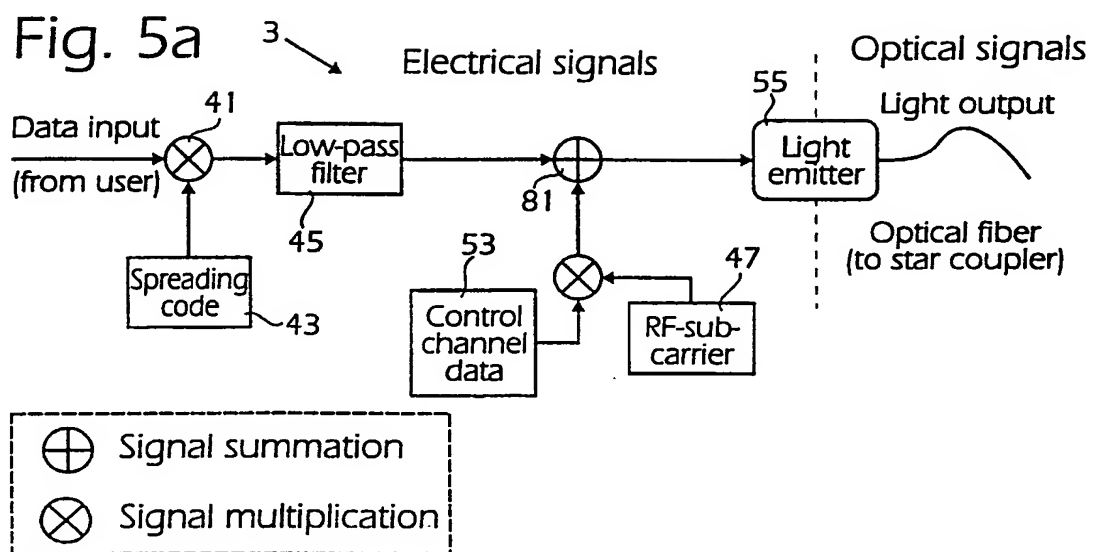 Fig. 5a
3
Electrical signals
Optical signals
Data input
(from user)
41
Low-pass
filter
45
81
55
Light
emitter
Light output
Optical fiber
(to star coupler)
Spreading
code
43
53
Control
channel
data
47
RF-sub-
carrier
Signal summation
Signal multiplication